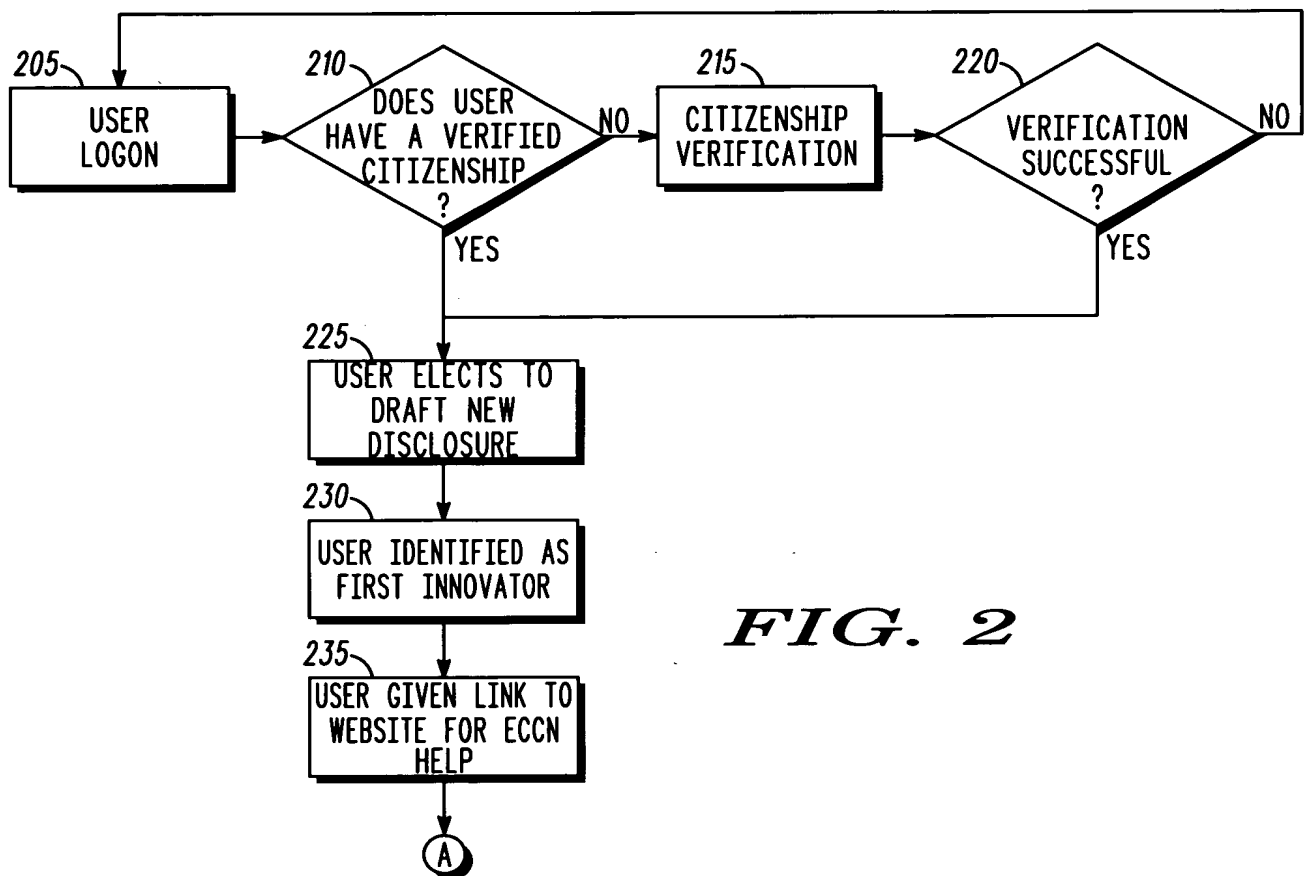 205
USER
LOGON
210
DOES USER
HAVE A VERIFIED
CITIZENSHIP
?
NO
YES
215
CITIZENSHIP
VERIFICATION
220
VERIFICATION
SUCCESSFUL
?
NO
YES
225
USER ELECTS TO
DRAFT NEW
DISCLOSURE
230
USER IDENTIFIED AS
FIRST INNOVATOR
235
USER GIVEN LINK TO
WEBSITE FOR ECCN
HELP
A
FIG. 2